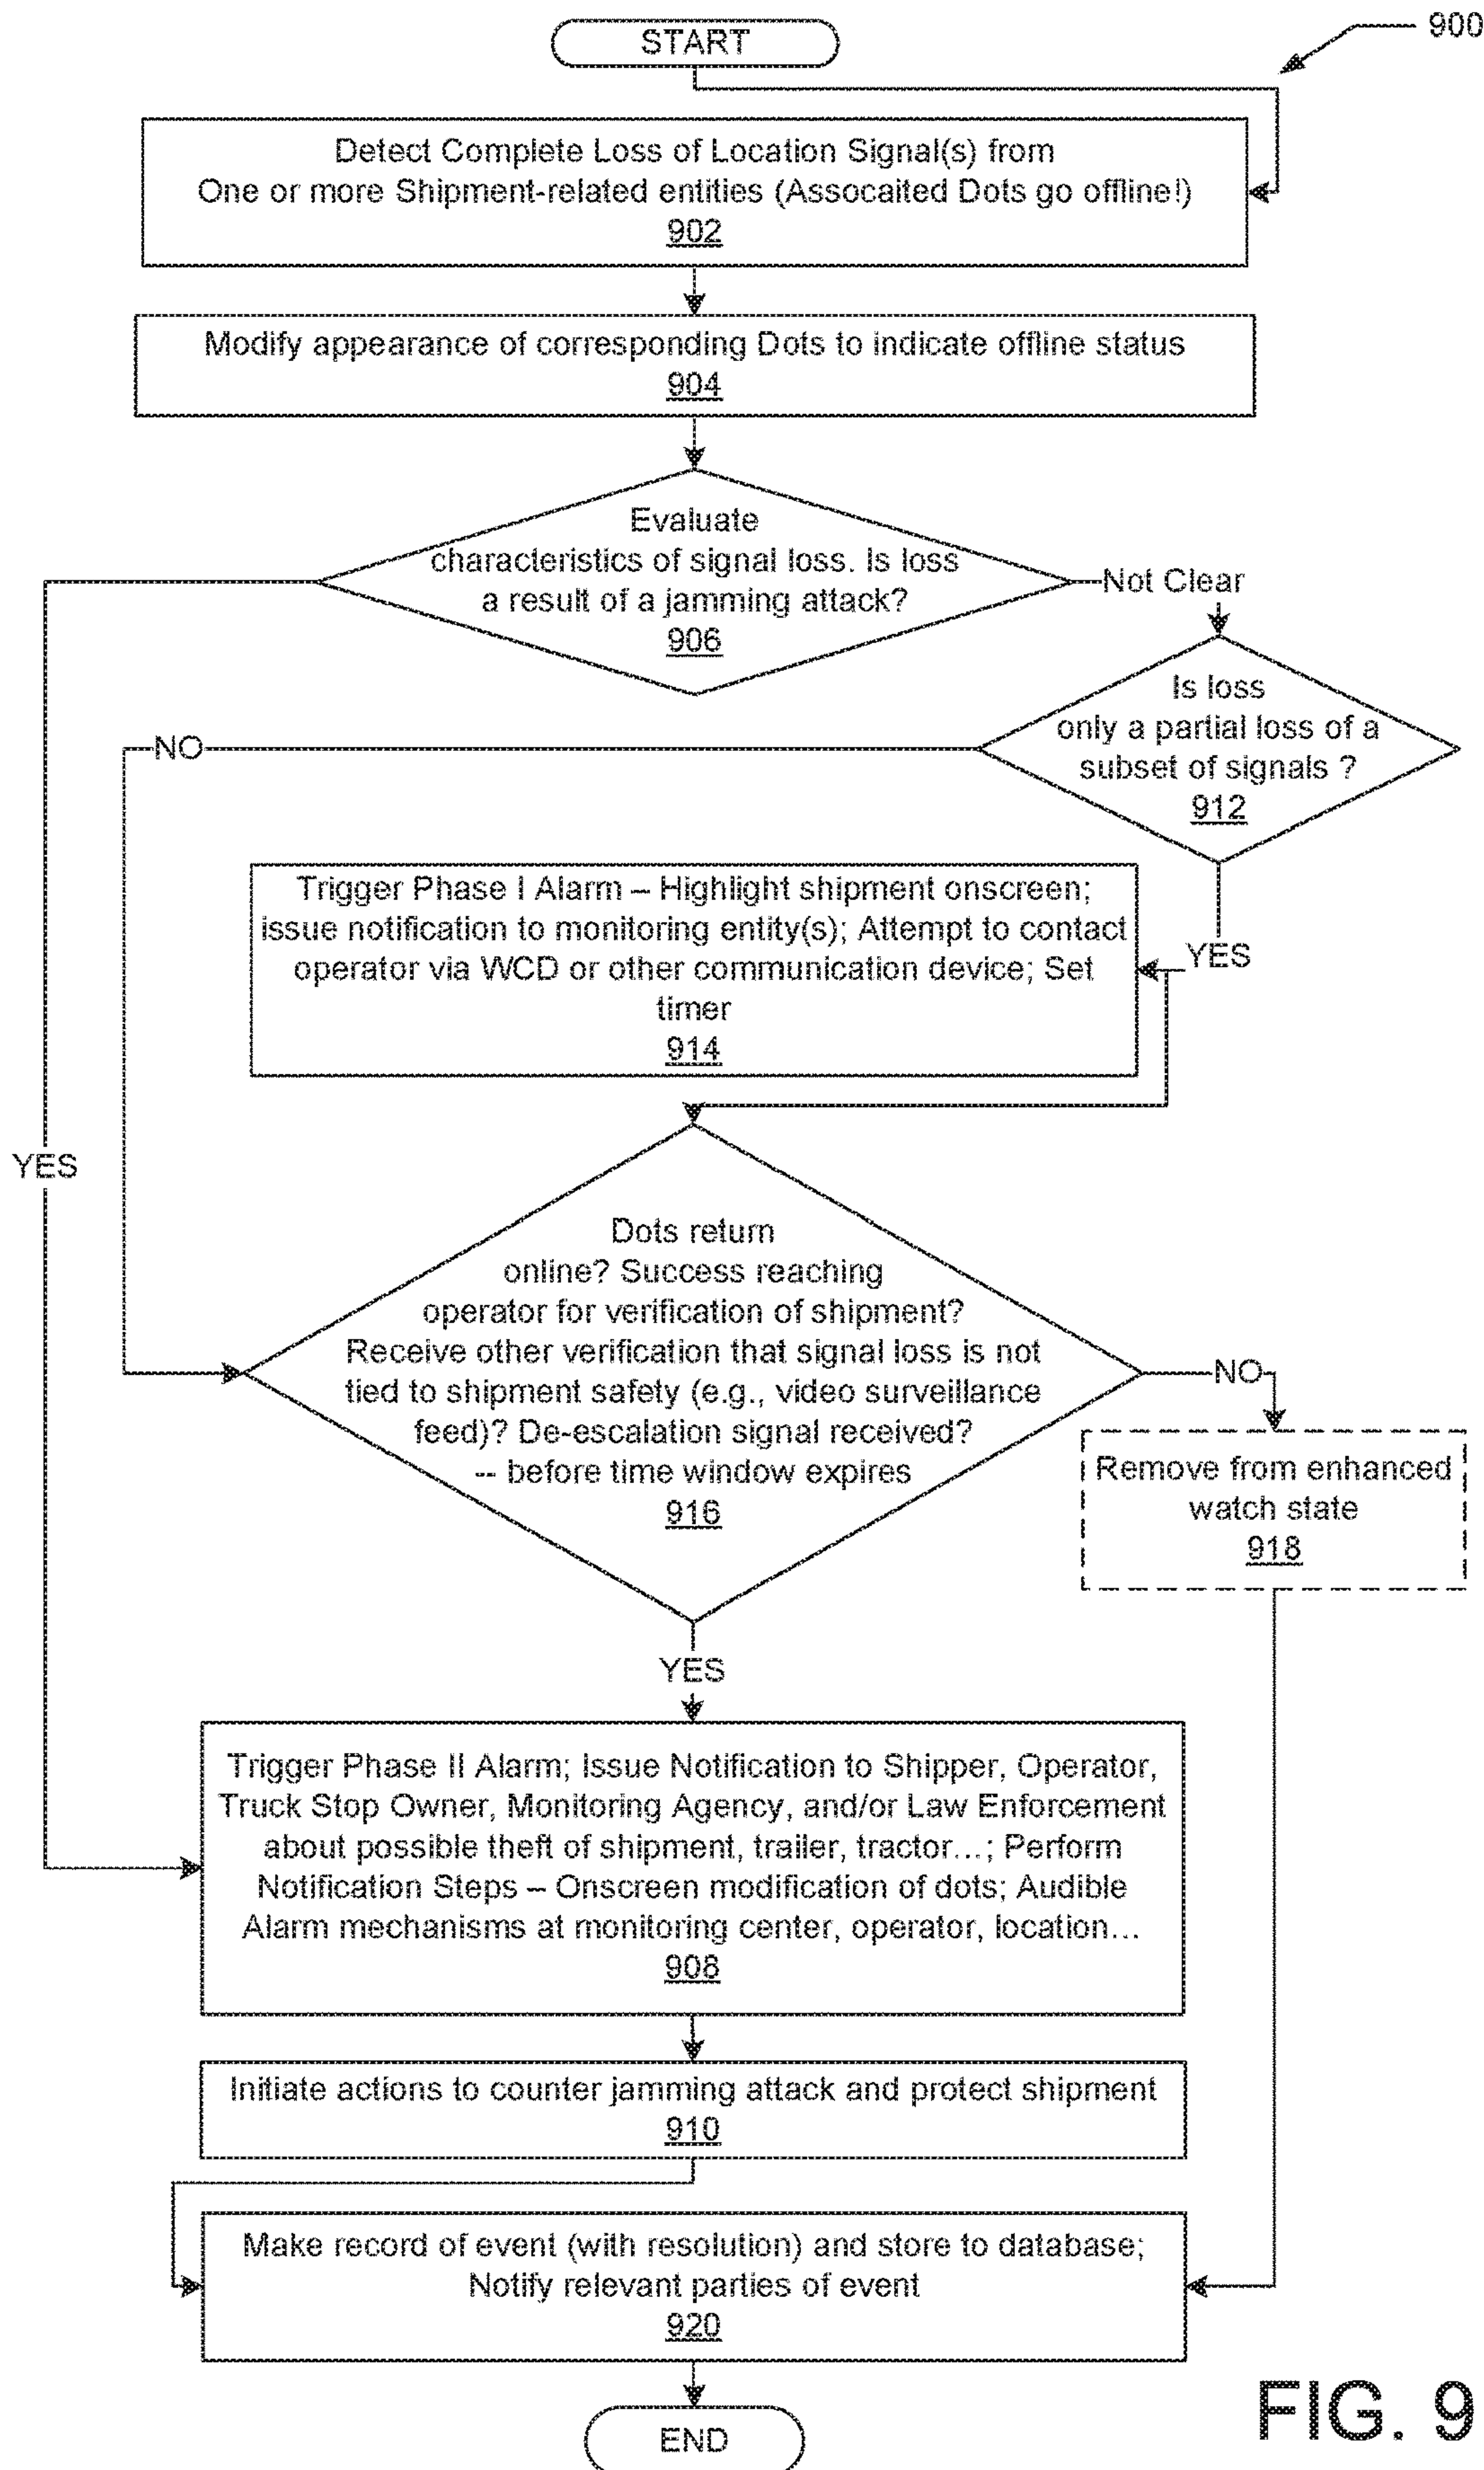 START
900
Detect Complete Loss of Location Signal(s) from
One or more Shipment-related entities (Assocaited Dots go offline!)
902
Modify appearance of corresponding Dots to indicate offline status
904
Evaluate
characteristics of signal loss. Is loss
a result of a jamming attack?
906
Not Clear
Is loss
only a partial loss of a
subset of signals ?
912
NO
YES
Trigger Phase I Alarm – Highlight shipment onscreen;
issue notification to monitoring entity(s); Attempt to contact
operator via WCD or other communication device; Set
timer
914
YES
Dots return
online? Success reaching
operator for verification of shipment?
Receive other verification that signal loss is not
tied to shipment safety (e.g., video surveillance
feed)? De-escalation signal received?
-- before time window expires
916
NO
Remove from enhanced
watch state
918
YES
Trigger Phase II Alarm; Issue Notification to Shipper, Operator,
Truck Stop Owner, Monitoring Agency, and/or Law Enforcement
about possible theft of shipment, trailer, tractor…; Perform
Notification Steps – Onscreen modification of dots; Audible
Alarm mechanisms at monitoring center, operator, location…
908
Initiate actions to counter jamming attack and protect shipment
910
Make record of event (with resolution) and store to database;
Notify relevant parties of event
920
END
FIG. 9